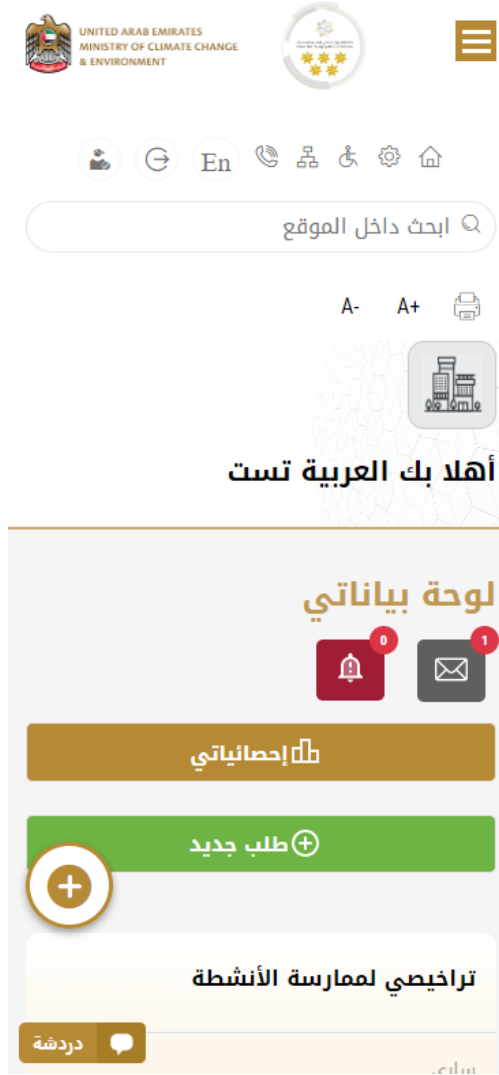 UNITED ARAB EMIRATES
MINISTRY OF CLIMATE CHANGE
& ENVIRONMENT
En
ابحث داخل الموقع
A- A+
أهلا بك العربية تست
لوحة بياناتي
0 1
إحصائياتي
طلب جديد
تراخيصي لممارسة الأنشطة
دردشة